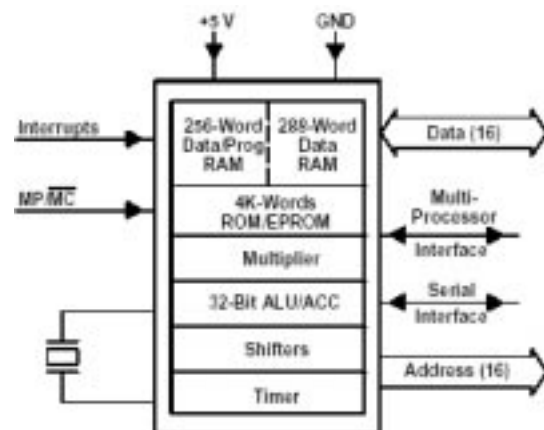 +5 V
GND
Interrupts
256-Word
Data/Prog
RAM
288-Word
Data
RAM
Data (16)
MP/MC
4K-Words
ROM/EPROM
Multi-
Processor
Interface
Multiplier
32-Bit ALU/ACC
Serial
Interface
Shifters
Address (16)
Timer